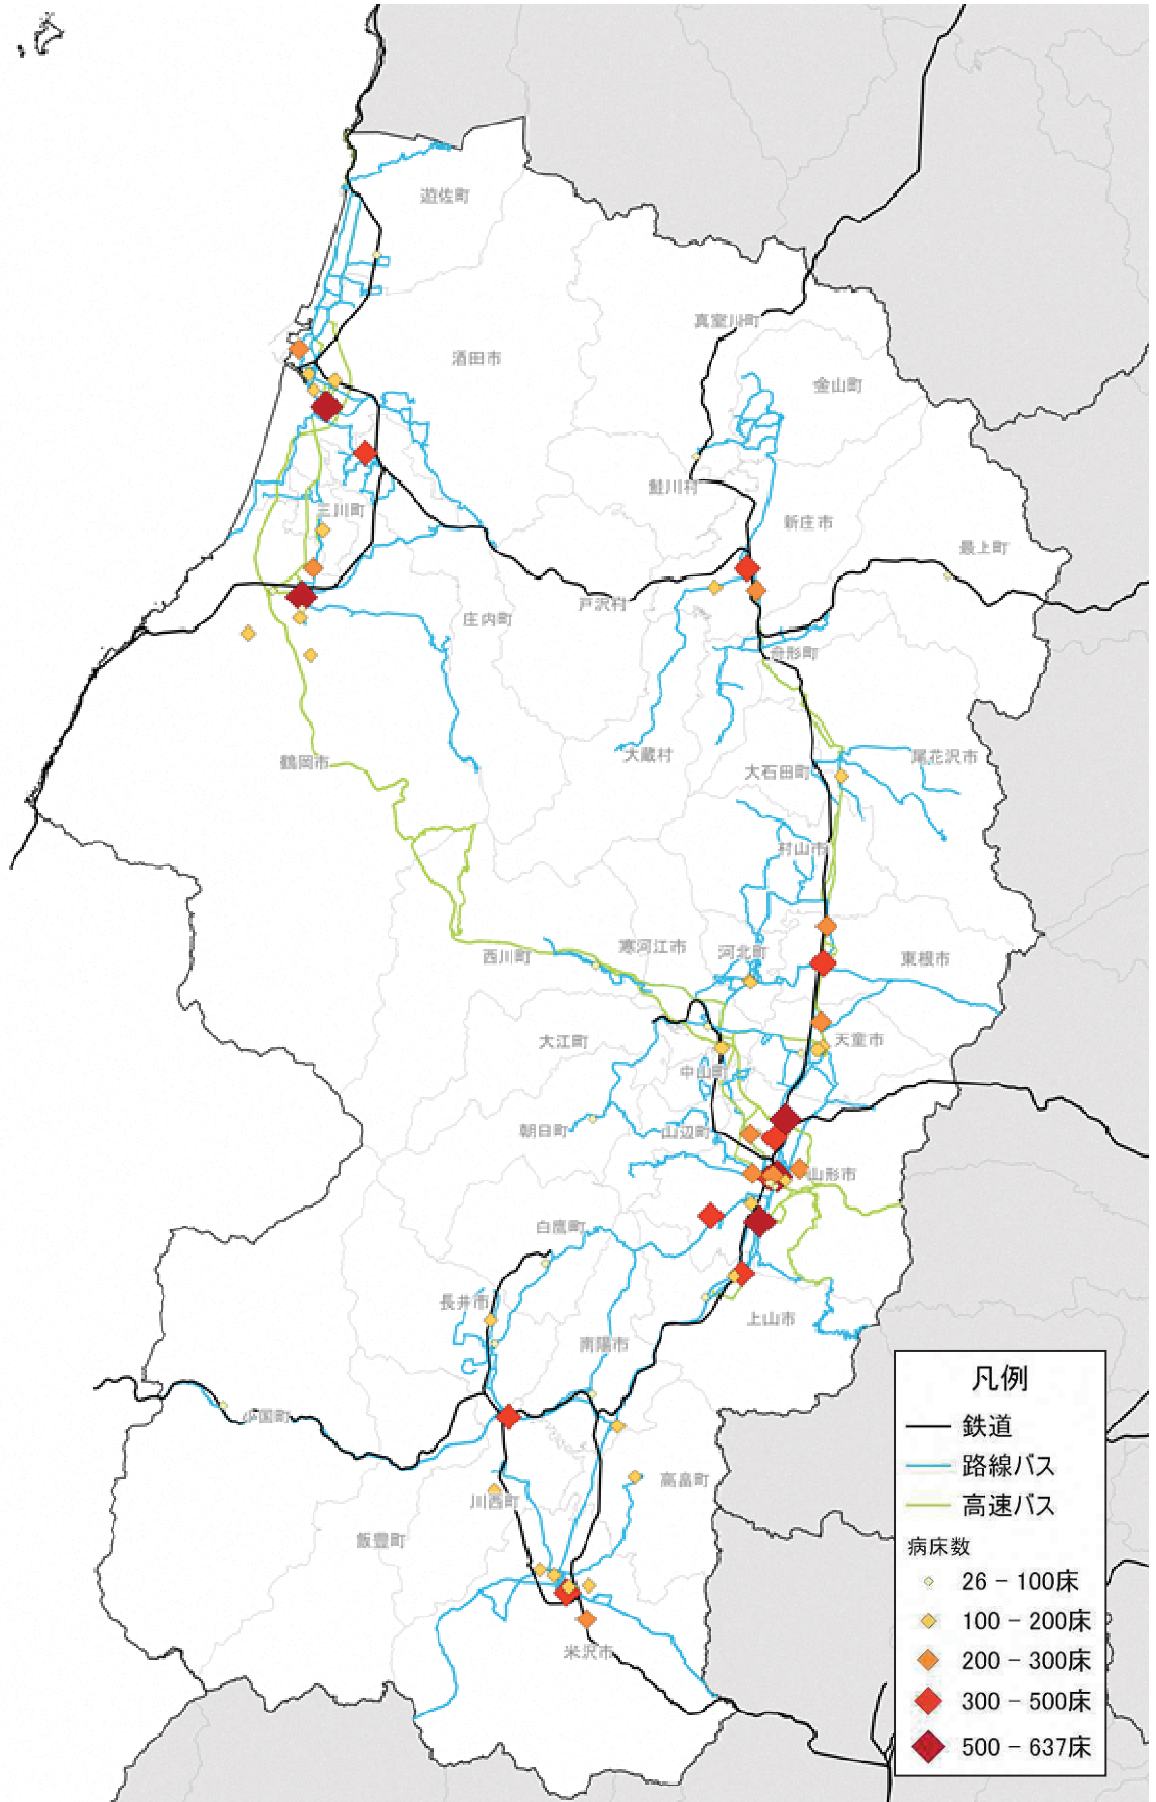 遊佐町
真室川町
酒田市
金山町
鮭川村
三川町
新庄市
最上町
戸沢村
庄内町
舟形町
大蔵村
尾花沢市
鶴岡市
大石田町
村山市
寒河江市
河北町
西川町
東根市
大江町
天童市
中山町
朝日町
山辺町
山形市
白鷹町
長井市
上山市
南陽市
小国町
高畠町
川西町
飯豊町
米沢市
凡例
鉄道
路線バス
高速バス
病床数
26 - 100床
100 - 200床
200 - 300床
300 - 500床
500 - 637床